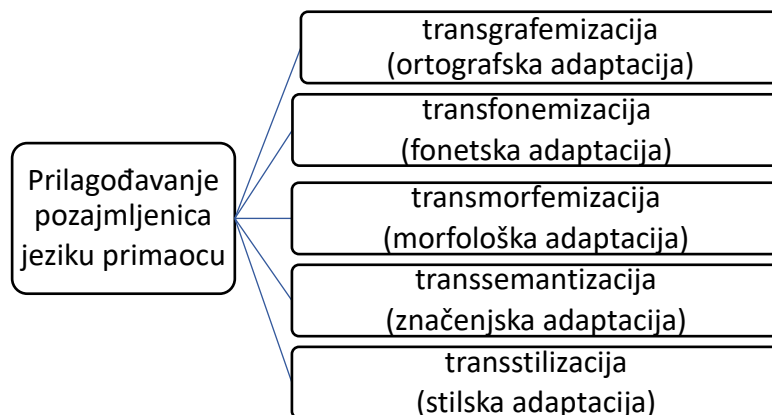 Prilagođavanje
pozajmljenica
jeziku primaocu
transgrafemizacija
(ortografska adaptacija)
transfonemizacija
(fonetska adaptacija)
transmorfemizacija
(morfološka adaptacija)
transsemantizacija
(značenjska adaptacija)
transstilizacija
(stilska adaptacija)